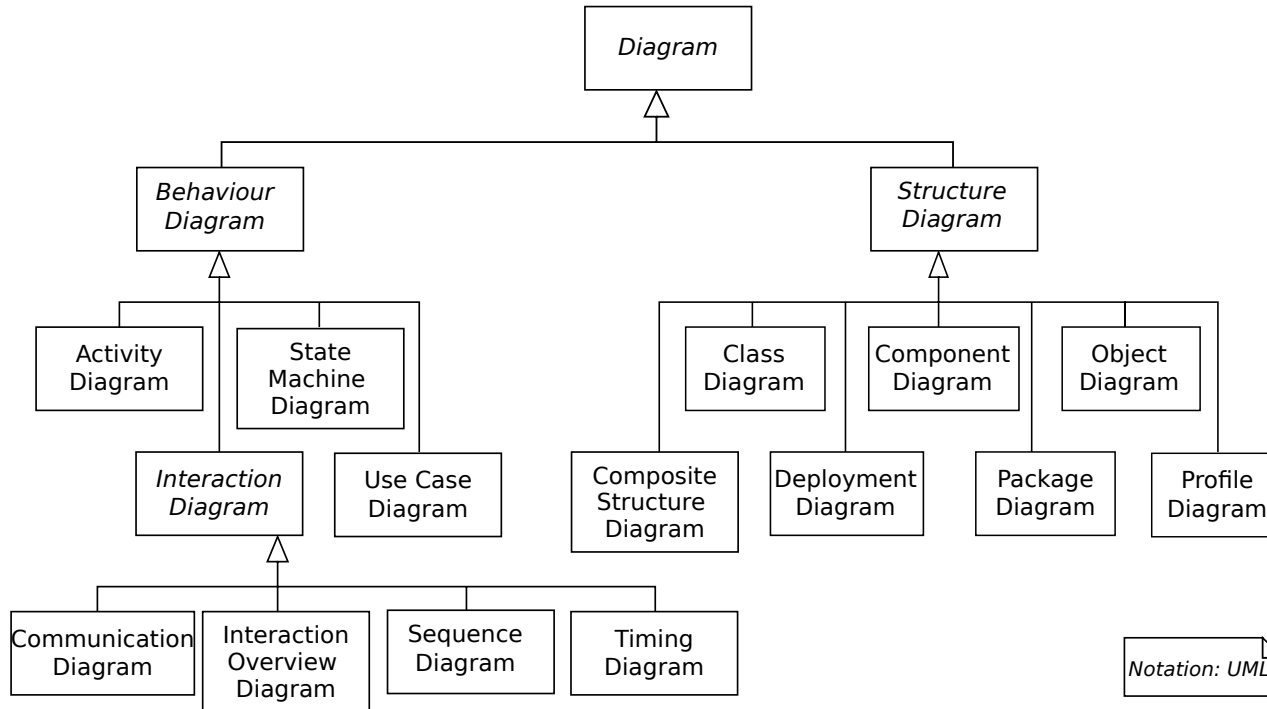 Diagram
Behaviour
Diagram
Structure
Diagram
Activity
Diagram
State
Machine
Diagram
Class
Diagram
Component
Diagram
Object
Diagram
Interaction
Diagram
Use Case
Diagram
Composite
Structure
Diagram
Deployment
Diagram
Package
Diagram
Profile
Diagram
Communication
Diagram
Interaction
Overview
Diagram
Sequence
Diagram
Timing
Diagram
Notation: UML